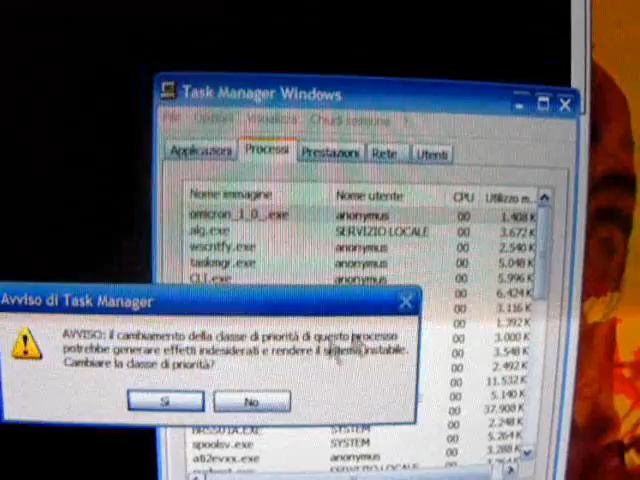 Task Manager Windows
File Opzioni Visualizza Chiudi sessione ?
Applicazioni Processi Prestazioni Rete Utenti
Nome immagine Nome utente CPU Utilizzo m...
omicron_1_0_.exe anonymus 00 1.408 K
alg.exe SERVIZIO LOCALE 00 3.672 K
wscntfy.exe anonymus 00 2.540 K
taskmgr.exe anonymus 00 5.048 K
CLI.exe anonymus 00 5.996 K
00 6.424 K
00 3.116 K
00 1.392 K
00 3.000 K
00 3.548 K
00 2.492 K
00 11.532 K
00 5.140 K
00 37.908 K
Avviso di Task Manager
AVVISO: il cambiamento della classe di priorità di questo processo
potrebbe generare effetti indesiderati e rendere il sistema instabile.
Cambiare la classe di priorità?
Sì No
SYSTEM 00 2.248 K
spoolsv.exe SYSTEM 00 5.264 K
ati2evxx.exe anonymus 00 3.288 K
SERVIZIO LOCALE